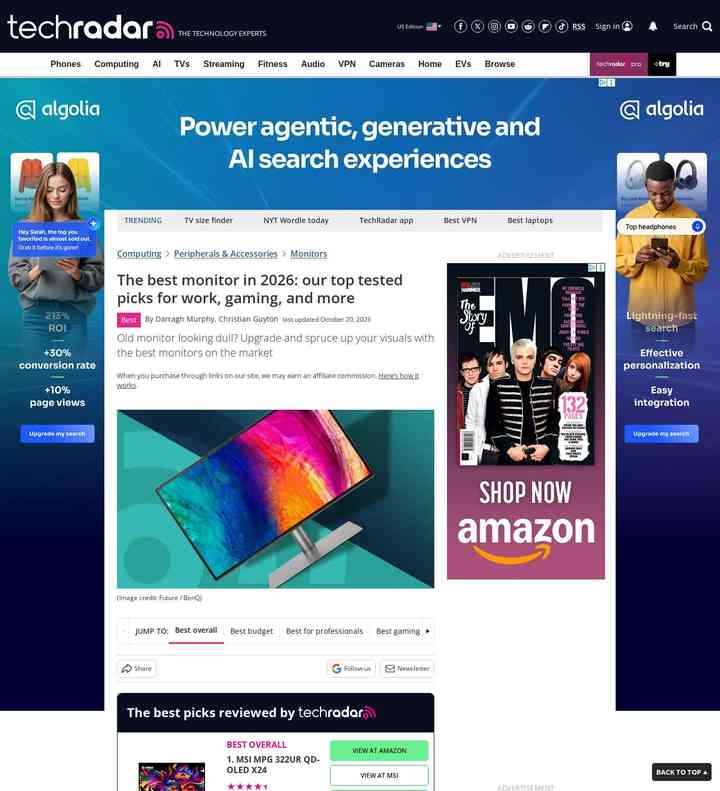 techradar THE TECHNOLOGY EXPERTS
US Edition
RSS
Sign in
Search
Phones Computing AI TVs Streaming Fitness Audio VPN Cameras Home EVs Browse
techradar pro
try
algolia
Power agentic, generative and
AI search experiences
algolia
Hey Sarah, the top you
favorited is almost sold out.
Grab it before it's gone!
213%
ROI
+30%
conversion rate
+10%
page views
Upgrade my search
Top headphones
Lightning-fast
search
Effective
personalization
Easy
integration
Upgrade my search
TRENDING TV size finder NYT Wordle today TechRadar app Best VPN Best laptops
Computing > Peripherals & Accessories > Monitors
The best monitor in 2026: our top tested
picks for work, gaming, and more
Best By Darragh Murphy, Christian Guyton last updated October 20, 2025
Old monitor looking dull? Upgrade and spruce up your visuals with
the best monitors on the market
When you purchase through links on our site, we may earn an affiliate commission. Here's how it
works.
(Image credit: Future / BenQ)
JUMP TO: Best overall Best budget Best for professionals Best gaming
Share
Follow us
Newsletter
The best picks reviewed by techradar
BEST OVERALL
1. MSI MPG 322UR QD-
OLED X24
VIEW AT AMAZON
VIEW AT MSI
ADVERTISEMENT
The
Story
of
EMO
132
PAGES
SHOP NOW
amazon
ADVERTISEMENT
BACK TO TOP